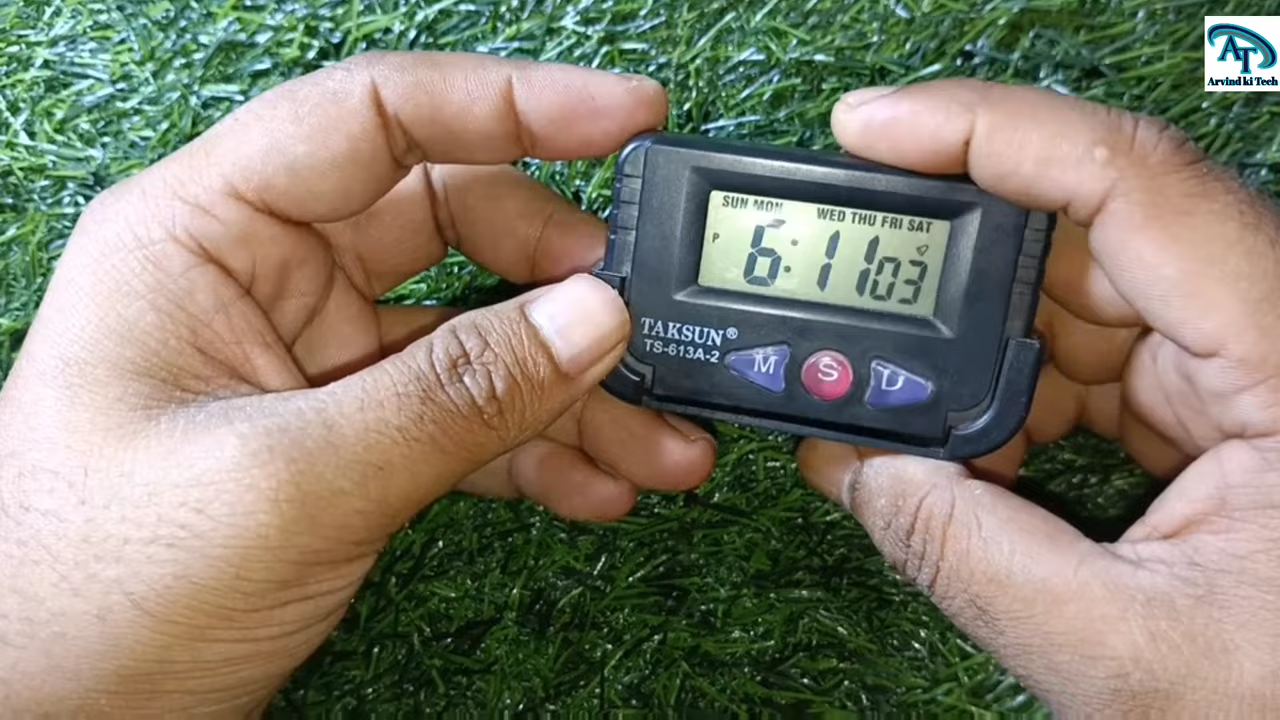 AT
Arvind ki Tech
SUN MON WED THU FRI SAT
P
6:11 03
TAKSUN®
TS-613A-2
M S D